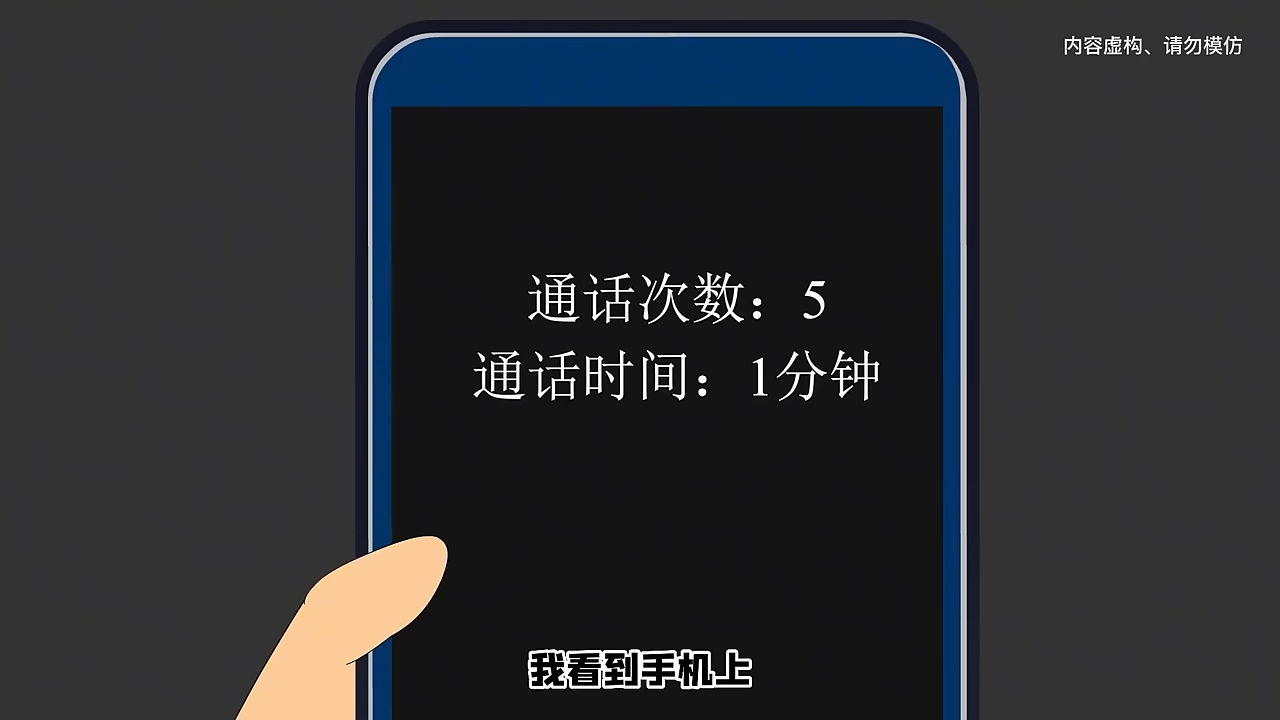 内容虚构、请勿模仿
通话次数：5
通话时间：1分钟
我看到手机上